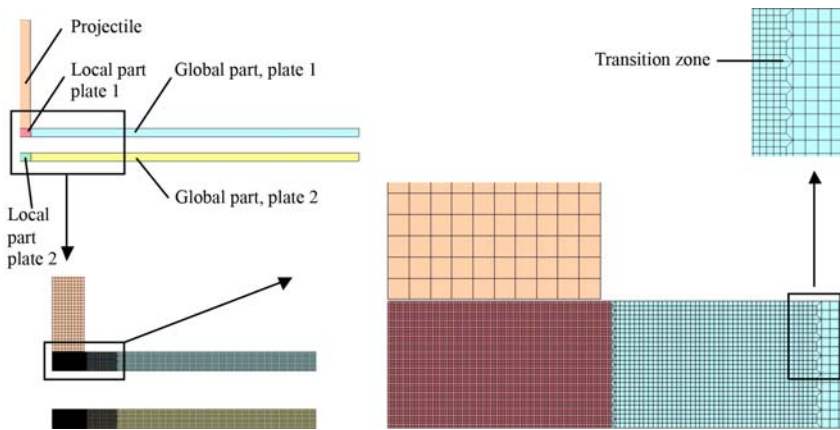 Projectile
Local part
plate 1
Global part, plate 1
Global part, plate 2
Local
part
plate 2
Transition zone